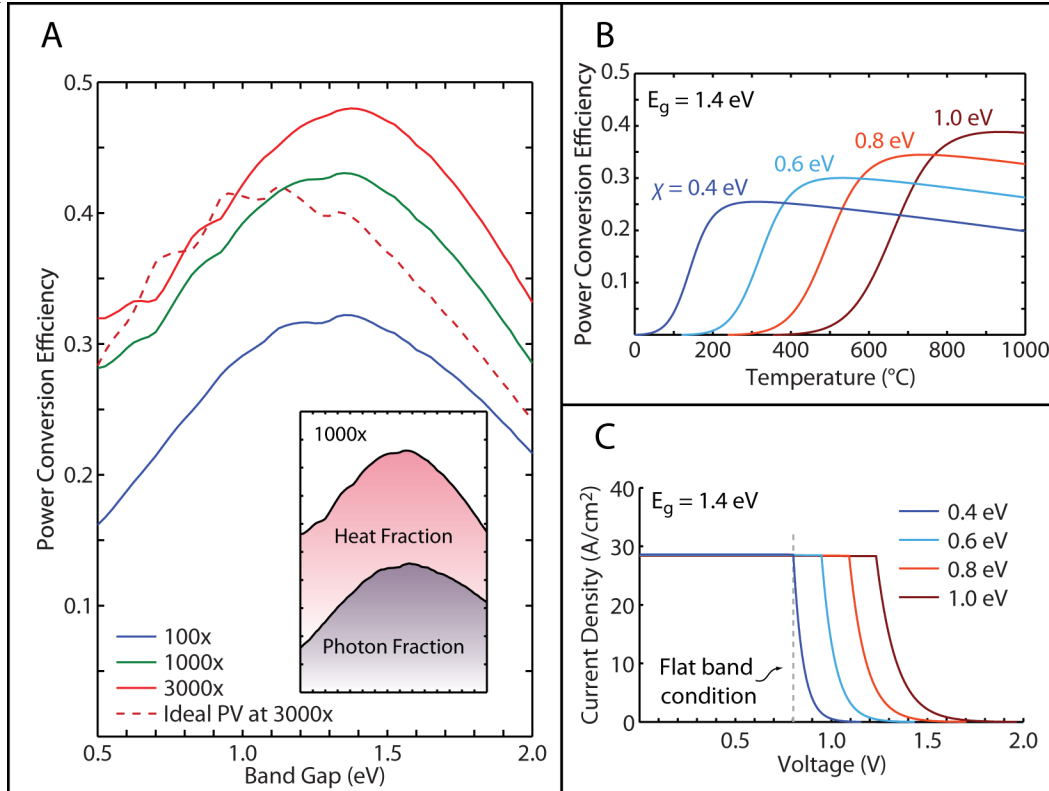 A
0.5
0.4
0.3
0.2
0.1
Power Conversion Efficiency
0.5
1.0
1.5
2.0
Band Gap (eV)
100x
1000x
3000x
Ideal PV at 3000x
1000x
Heat Fraction
Photon Fraction
B
0.5
0.4
0.3
0.2
0.1
Power Conversion Efficiency
Eg = 1.4 eV
χ = 0.4 eV
0.6 eV
0.8 eV
1.0 eV
0
200
400
600
800
1000
Temperature (°C)
C
40
30
20
10
0
Current Density (A/cm²)
Eg = 1.4 eV
0.4 eV
0.6 eV
0.8 eV
1.0 eV
Flat band
condition
0.5
1.0
1.5
2.0
Voltage (V)